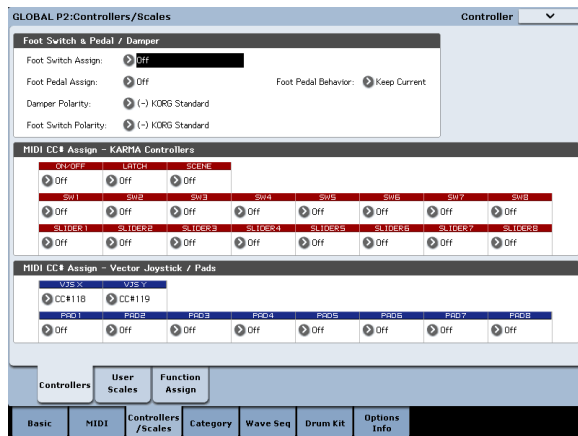 GLOBAL P2:Controllers/Scales Controller
Foot Switch & Pedal / Damper
Foot Switch Assign: Off
Foot Pedal Assign: Off Foot Pedal Behavior: Keep Current
Damper Polarity: (-) KORG Standard
Foot Switch Polarity: (-) KORG Standard
MIDI CC# Assign - KARMA Controllers
ON/OFF LATCH SCENE
Off Off Off
SW1 SW2 SW3 SW4 SW5 SW6 SW7 SW8
Off Off Off Off Off Off Off Off
SLIDER1 SLIDER2 SLIDER3 SLIDER4 SLIDER5 SLIDER6 SLIDER7 SLIDER8
Off Off Off Off Off Off Off Off
MIDI CC# Assign - Vector Joystick / Pads
VJS X VJS Y
CC#118 CC#119
PAD1 PAD2 PAD3 PAD4 PAD5 PAD6 PAD7 PAD8
Off Off Off Off Off Off Off Off
Controllers User Scales Function Assign
Basic MIDI Controllers /Scales Category Wave Seq Drum Kit Options Info